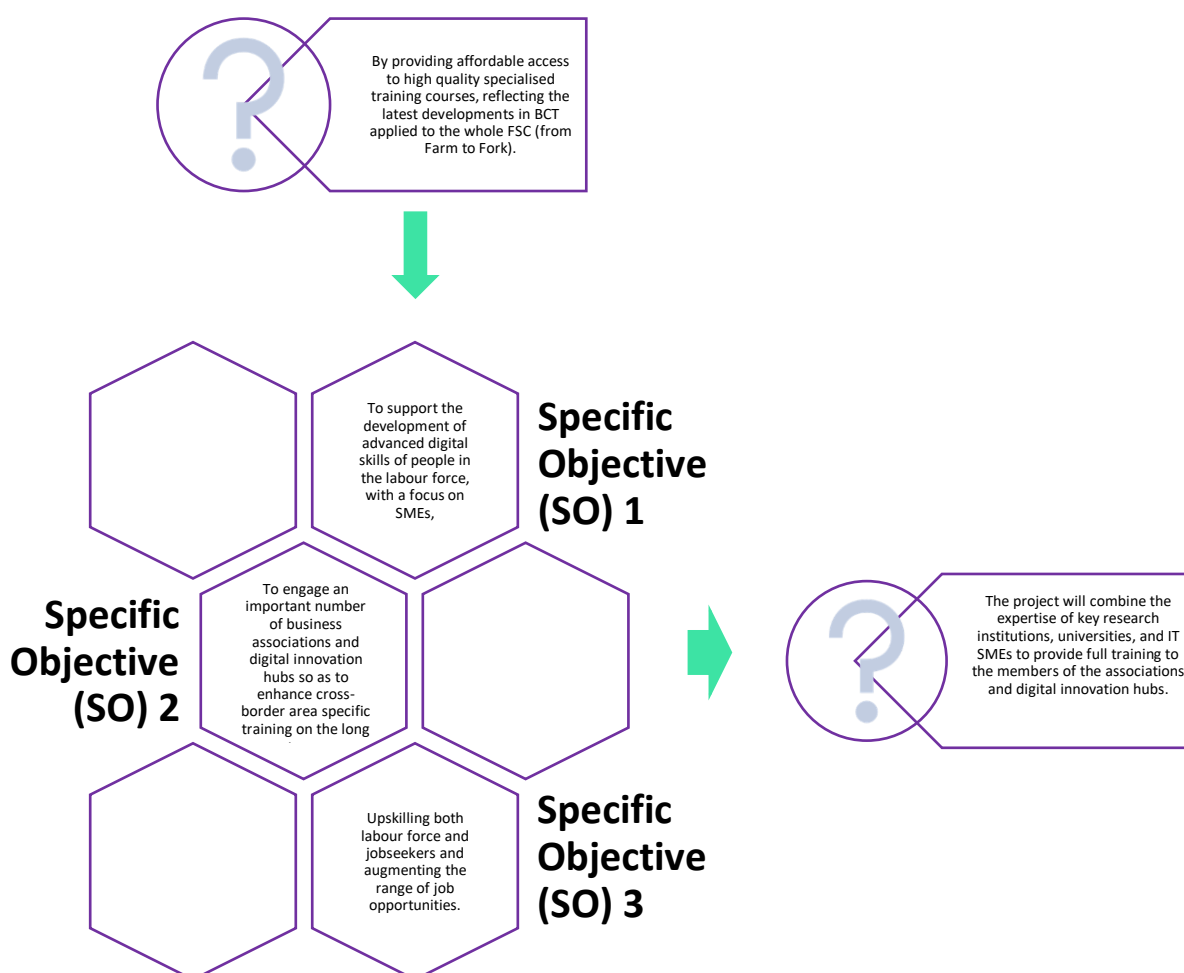 By providing affordable access
to high quality specialised
training courses, reflecting the
latest developments in BCT
applied to the whole FSC (from
Farm to Fork).
To support the
development of
advanced digital
skills of people in
the labour force,
with a focus on
SMEs,
Specific
Objective
(SO) 1
Specific
Objective
(SO) 2
To engage an
important number
of business
associations and
digital innovation
hubs so as to
enhance cross-
border area specific
training on the long
The project will combine the
expertise of key research
institutions, universities, and IT
SMEs to provide full training to
the members of the associations
and digital innovation hubs.
Upskilling both
labour force and
jobseekers and
augmenting the
range of job
opportunities.
Specific
Objective
(SO) 3